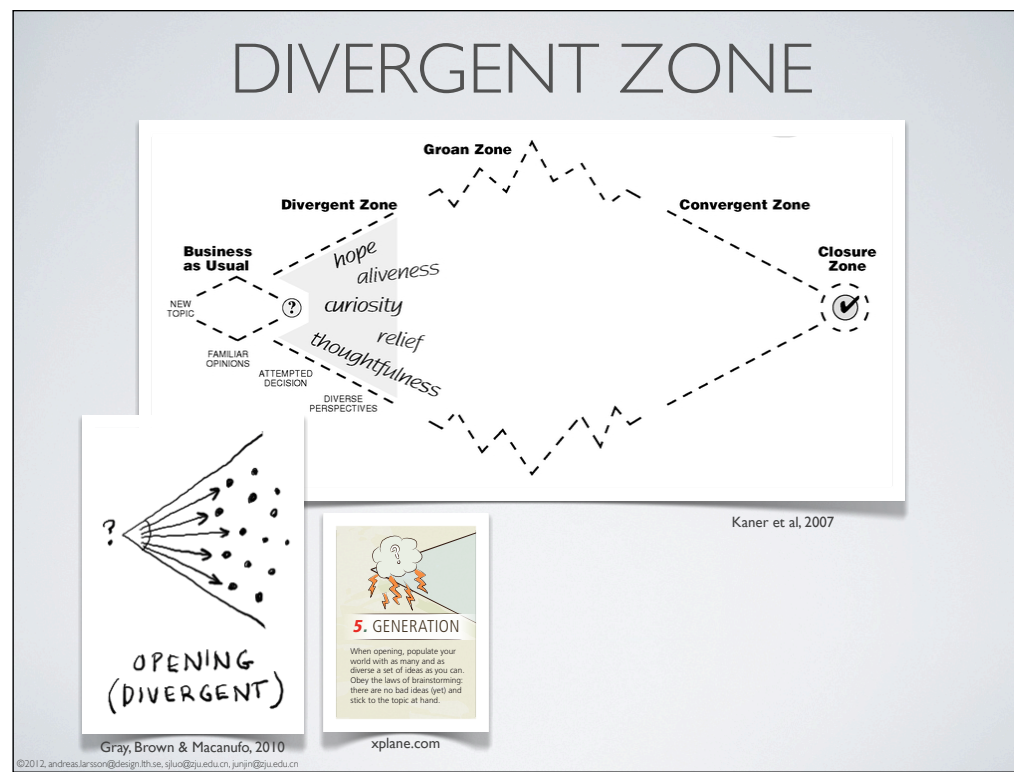 DIVERGENT ZONE
Groan Zone
Divergent Zone
Convergent Zone
Business
as Usual
Closure
Zone
NEW
TOPIC
?
hope
aliveness
curiosity
relief
thoughtfulness
✔
FAMILIAR
OPINIONS
ATTEMPTED
DECISION
DIVERSE
PERSPECTIVES
Kaner et al, 2007
?
OPENING
(DIVERGENT)
Gray, Brown & Macanufo, 2010
?!
5. GENERATION
When opening, populate your
world with as many and as
diverse a set of ideas as you can.
Obey the laws of brainstorming:
there are no bad ideas (yet) and
stick to the topic at hand.
xplane.com
©2012, andreas.larsson@design.lth.se, sjluo@zju.edu.cn, junjin@zju.edu.cn